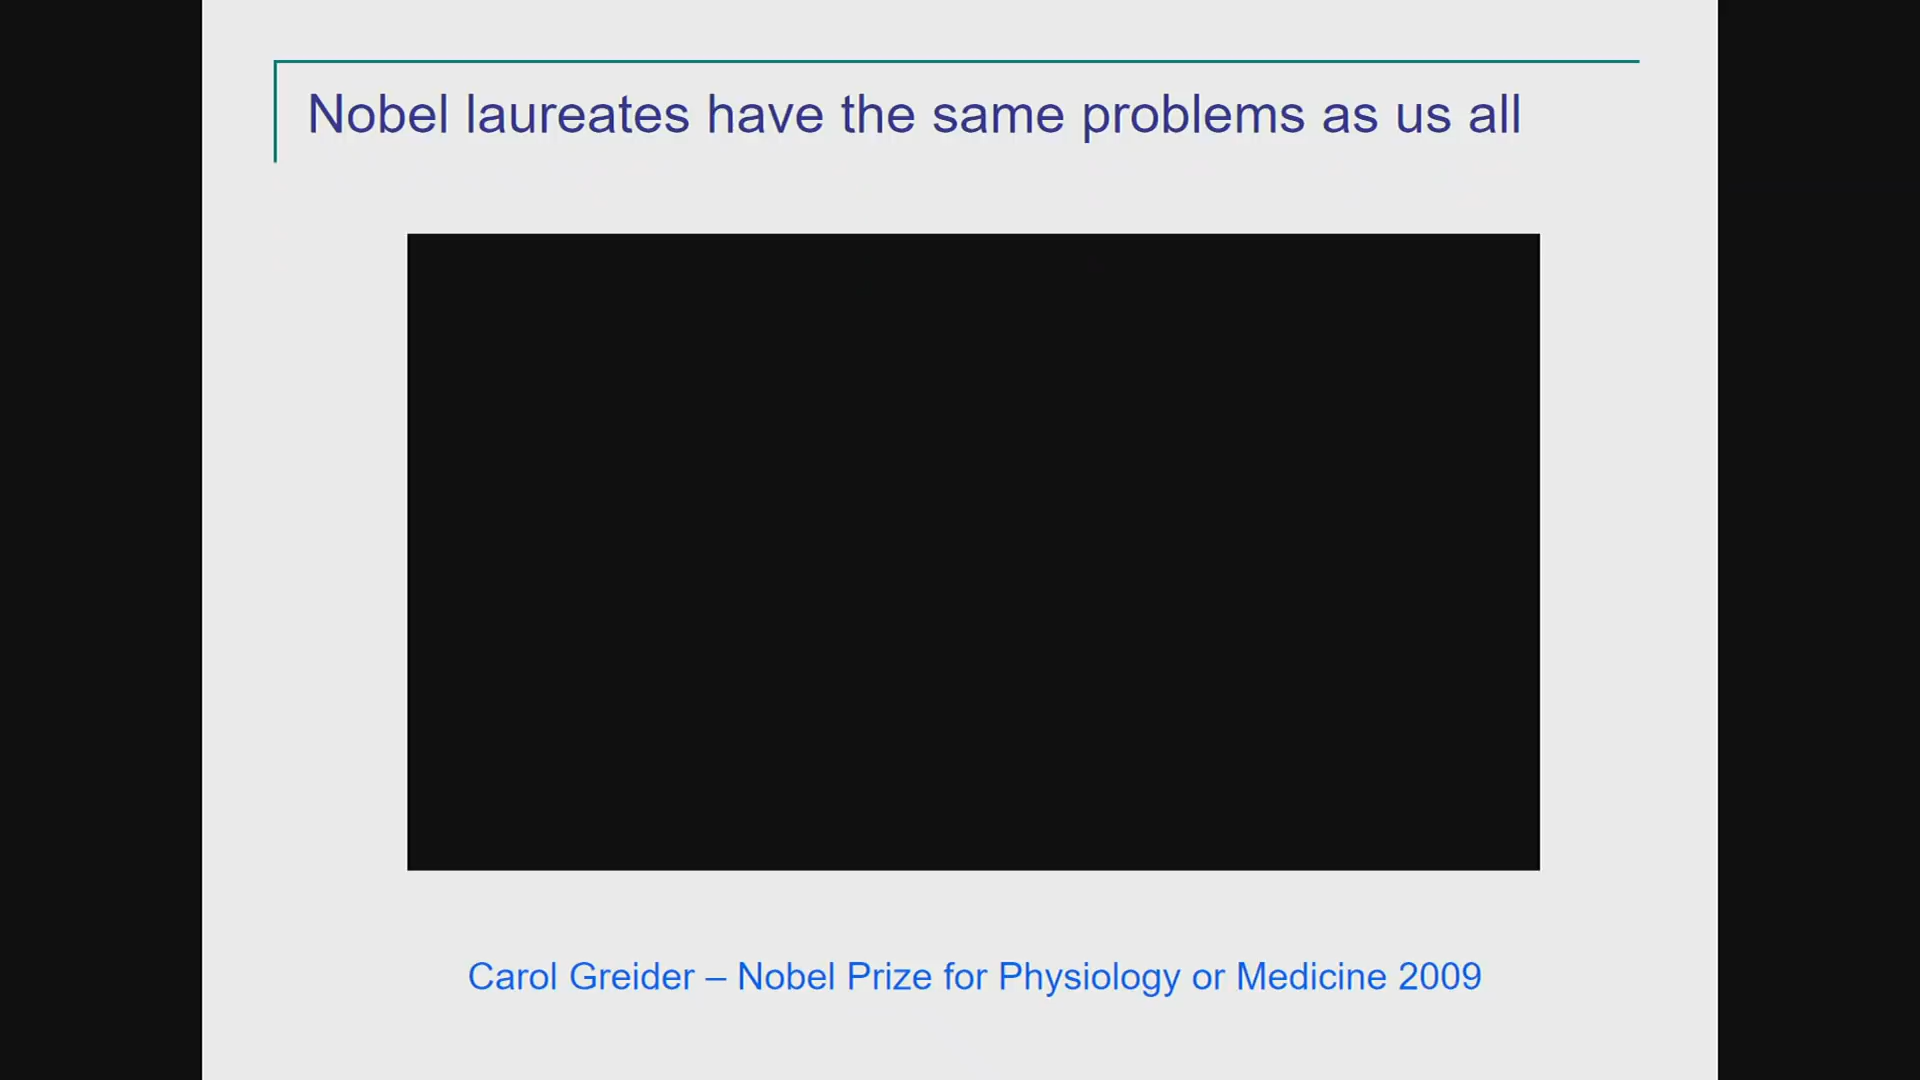 Nobel laureates have the same problems as us all
Carol Greider – Nobel Prize for Physiology or Medicine 2009